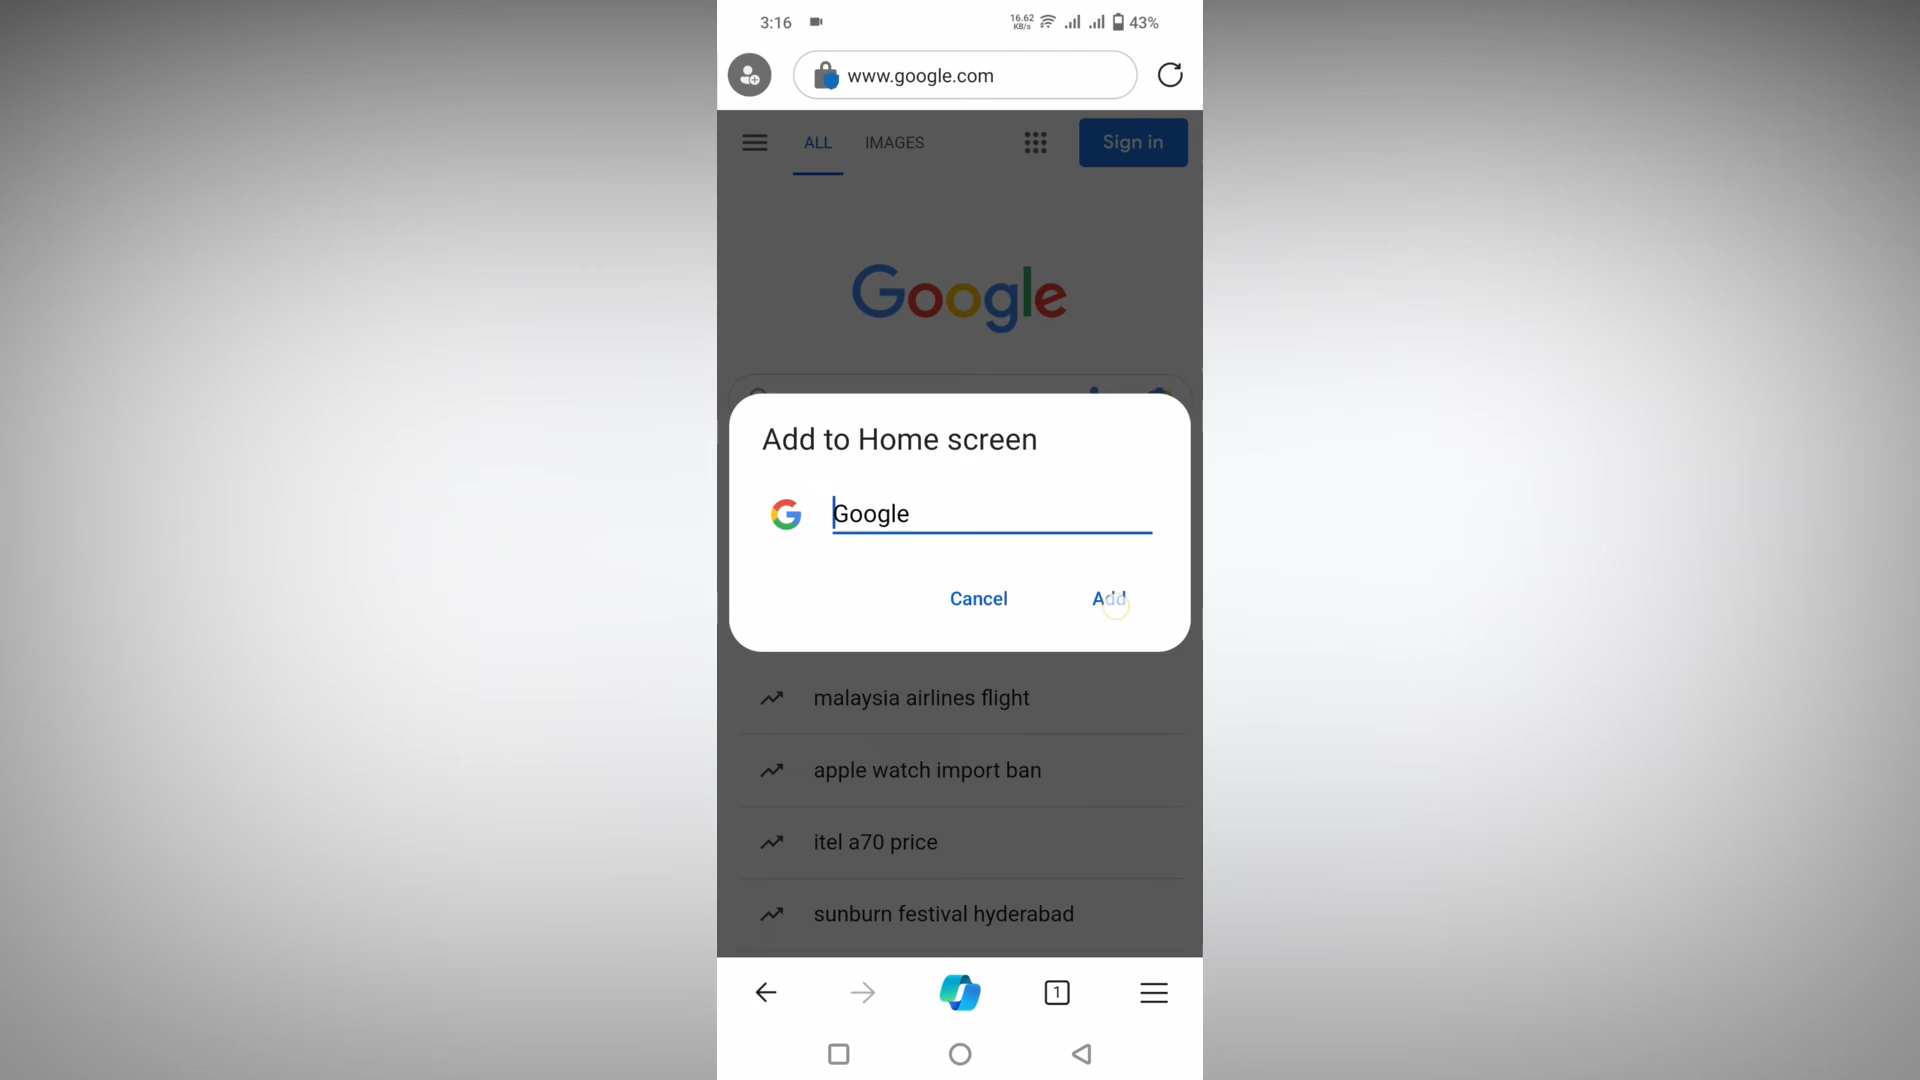 3:16
16.62
KB/s
43%
www.google.com
ALL
IMAGES
Sign in
Google
Add to Home screen
Google
Cancel
Add
malaysia airlines flight
apple watch import ban
itel a70 price
sunburn festival hyderabad
1